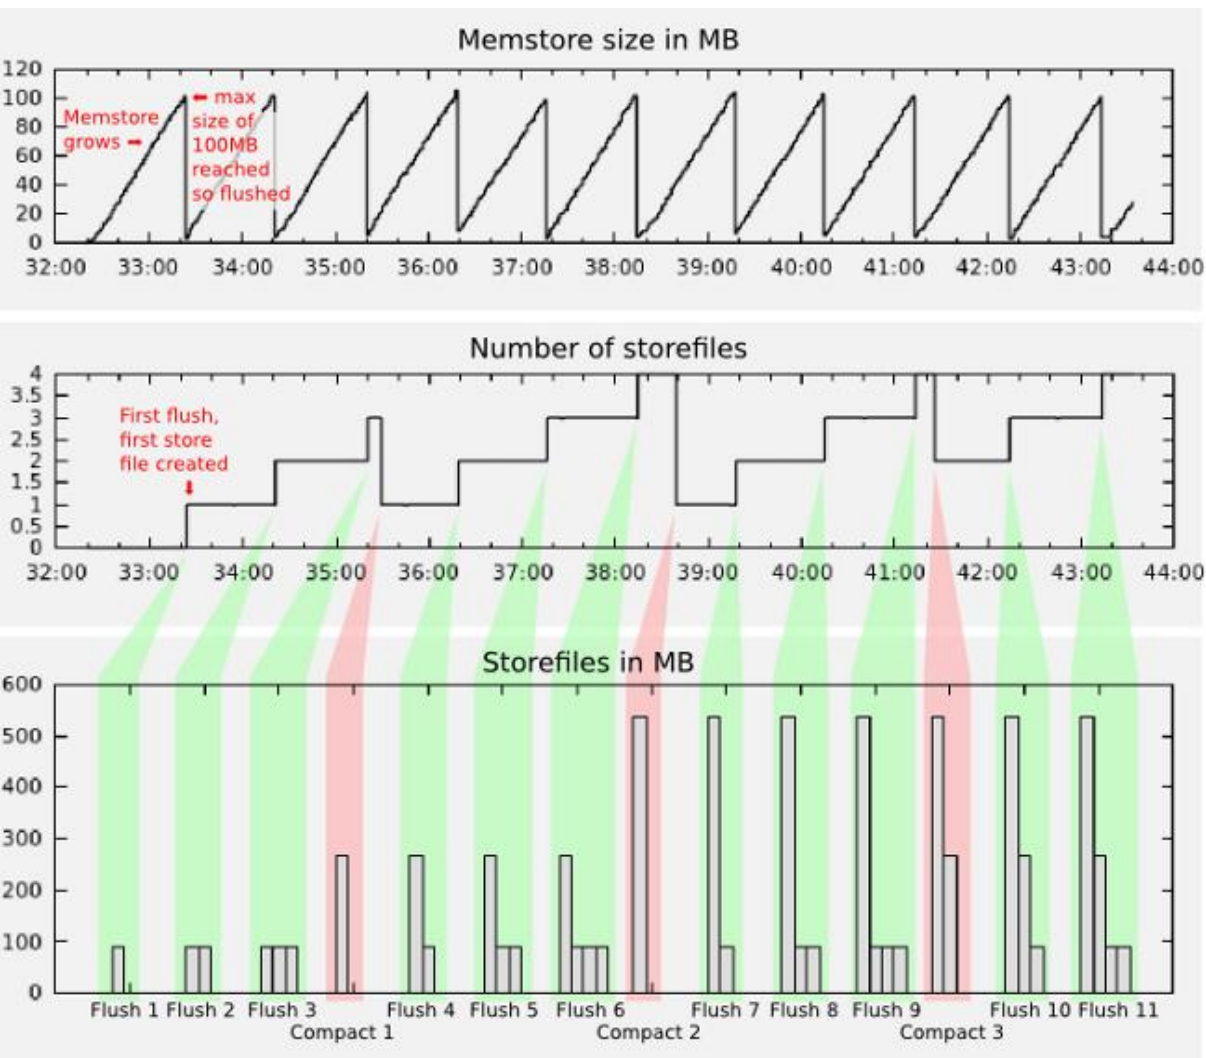 Memstore size in MB
120
100
80
60
40
20
0
Memstore
grows
max
size of
100MB
reached
so flushed
32:00 33:00 34:00 35:00 36:00 37:00 38:00 39:00 40:00 41:00 42:00 43:00 44:00
Number of storefiles
4
3.5
3
2.5
2
1.5
1
0.5
0
First flush,
first store
file created
32:00 33:00 34:00 35:00 36:00 37:00 38:00 39:00 40:00 41:00 42:00 43:00 44:00
Storefiles in MB
600
500
400
300
200
100
0
Flush 1 Flush 2 Flush 3 Flush 4 Flush 5 Flush 6 Flush 7 Flush 8 Flush 9 Flush 10 Flush 11
Compact 1 Compact 2 Compact 3